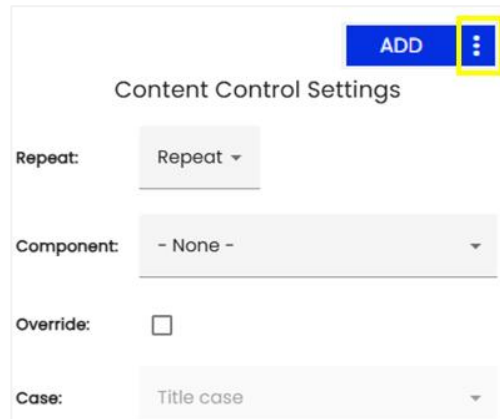 ADD
Content Control Settings
Repeat: Repeat
Component: - None -
Override:
Case: Title case